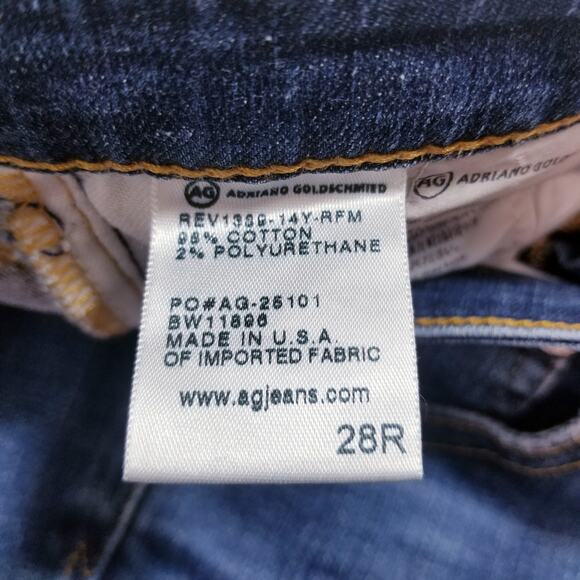 AG ADRIANO GOLDSCHMIED
REV1389-14Y-RFM
98% COTTON
2% POLYURETHANE
PO#AG-25101
BW11896
MADE IN U.S.A.
OF IMPORTED FABRIC
www.agjeans.com
28R
AG ADRIANO GOL